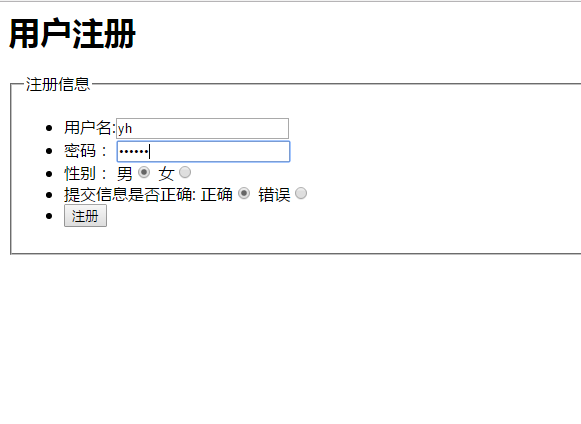 用户注册
注册信息
用户名:yh
密码： ••••••
性别： 男 女
提交信息是否正确: 正确 错误
注册